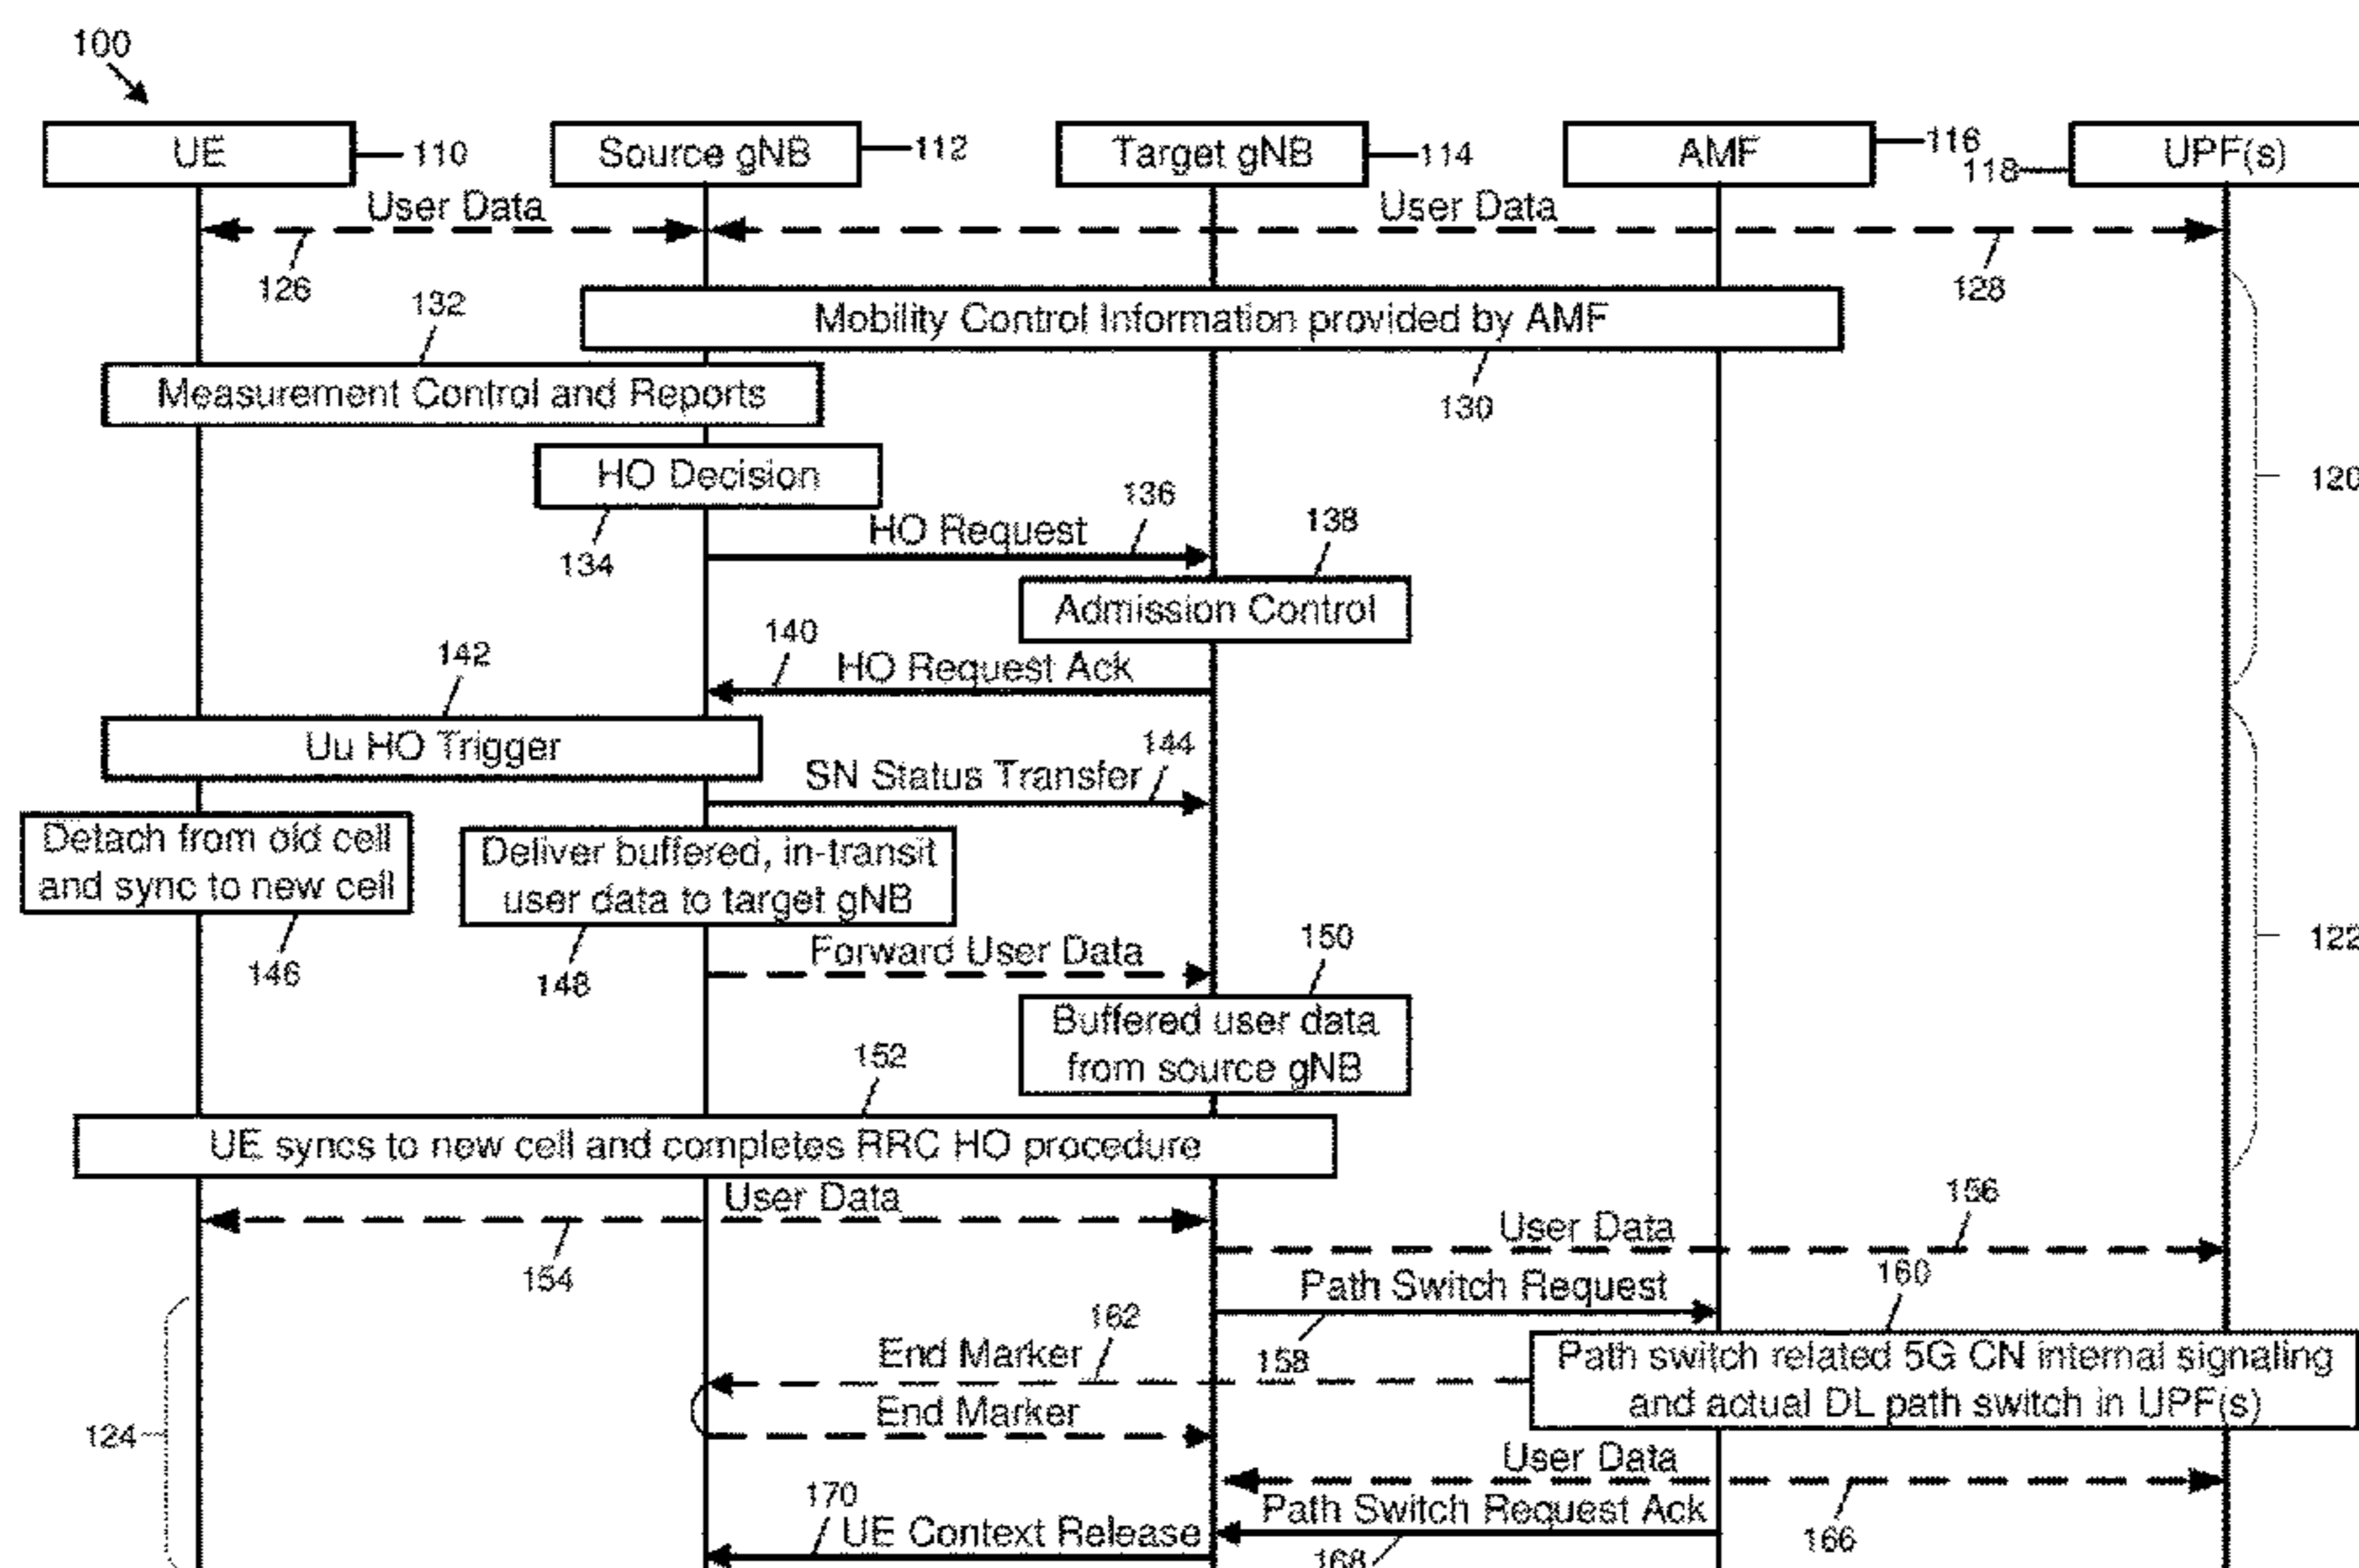 100
UE
110
Source gNB
112
Target gNB
114
AMF
116
118
UPF(s)
User Data
User Data
126
128
132
Mobility Control Information provided by AMF
Measurement Control and Reports
130
HO Decision
120
136
HO Request
138
134
Admission Control
140
142
HO Request Ack
Uu HO Trigger
144
SN Status Transfer
Detach from old cell
and sync to new cell
Deliver buffered, in-transit
user data to target gNB
146
148
Forward User Data
150
122
Buffered user data
from source gNB
152
UE syncs to new cell and completes RRC HO procedure
User Data
156
User Data
154
160
Path Switch Request
162
158
End Marker
Path switch related 5G CN internal signaling
and actual DL path switch in UPF(s)
End Marker
124
User Data
170
Path Switch Request Ack
UE Context Release
166
168